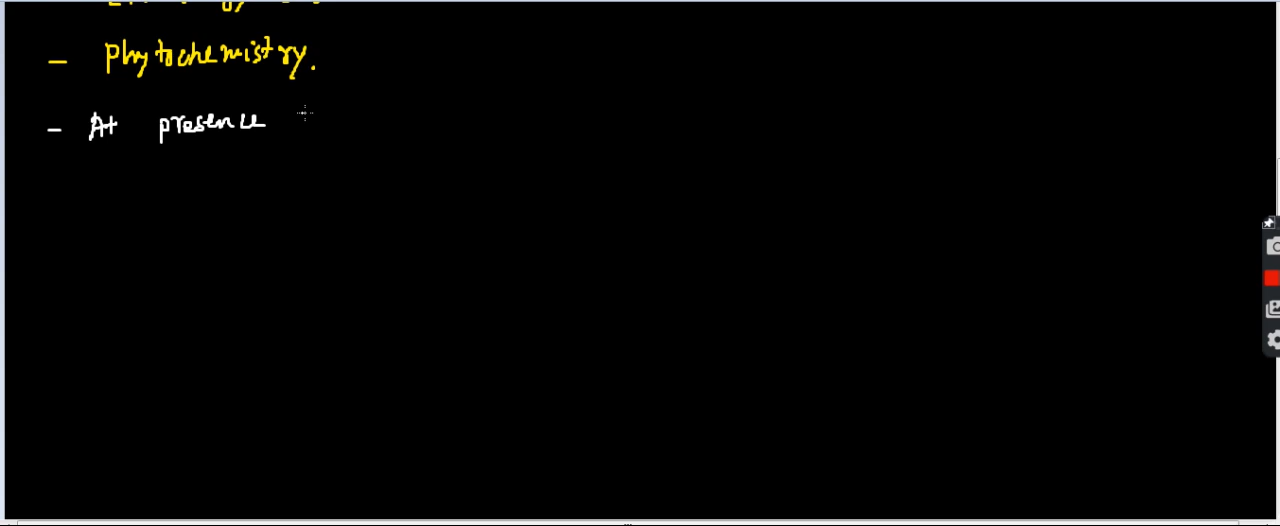 - Phytochemistry.
- At presence